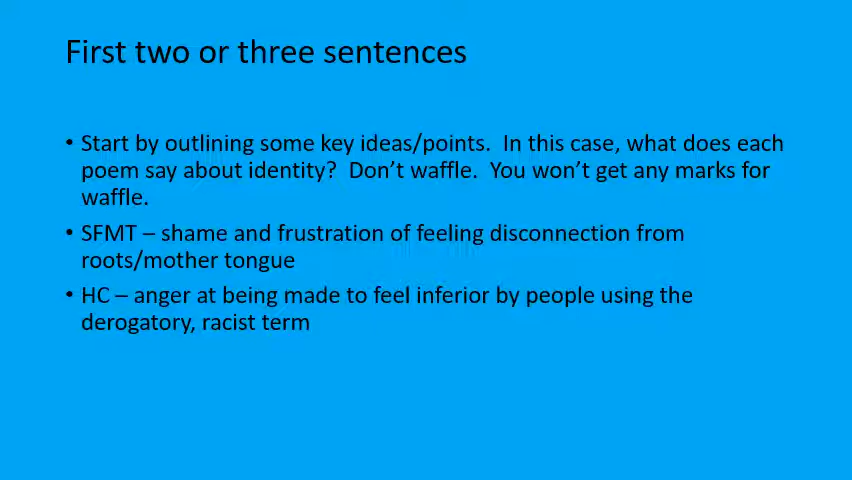 First two or three sentences
• Start by outlining some key ideas/points.  In this case, what does each
poem say about identity?  Don’t waffle.  You won’t get any marks for
waffle.
• SFMT – shame and frustration of feeling disconnection from
roots/mother tongue
• HC – anger at being made to feel inferior by people using the
derogatory, racist term